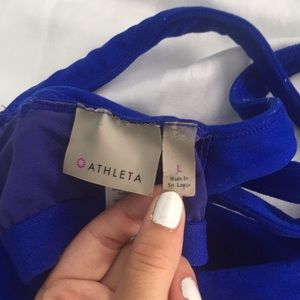 ATHLETA
L
Made In
Sri Lanka